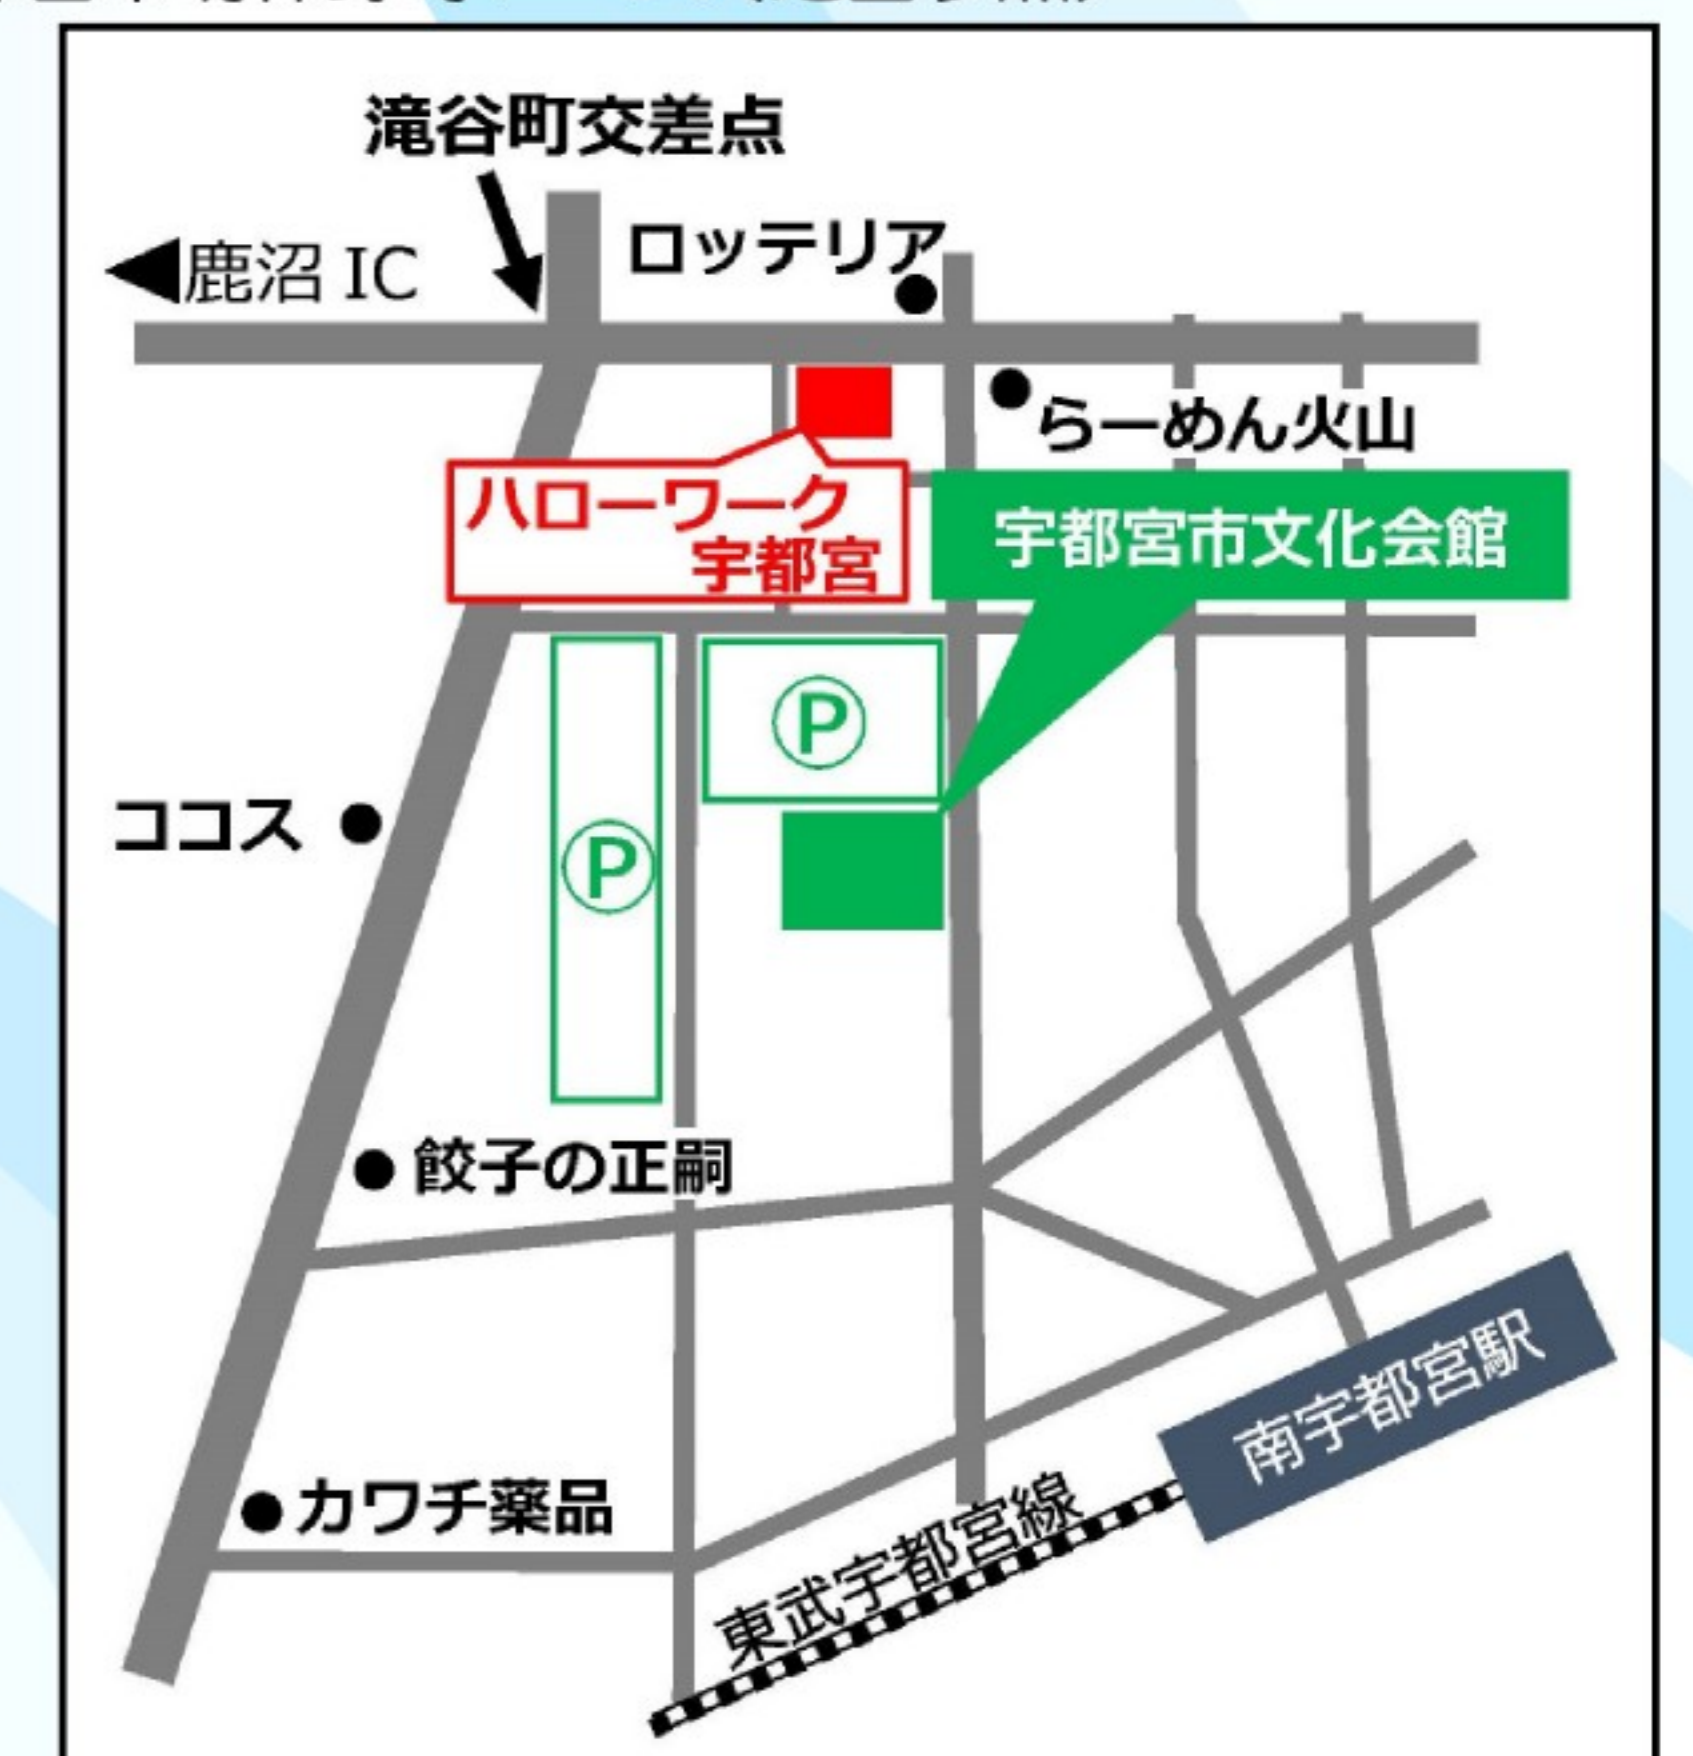 滝谷町交差点
ロッテリア
◀鹿沼 IC
らーめん火山
ハローワーク
宇都宮
宇都宮市文化会館
P
ココス
P
餃子の正嗣
南宇都宮駅
カワチ薬品
東武宇都宮線